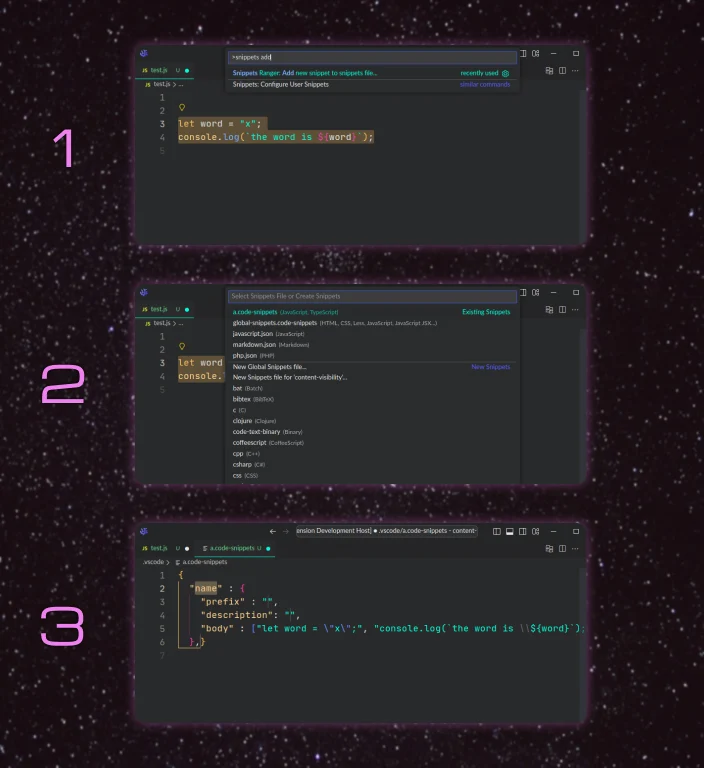 1
>snippets add
Snippets Ranger: Add new snippet to snippets file... recently used
Snippets: Configure User Snippets similar commands
JS test.js U
JS test.js > ...
1
2
3 let word = "x";
4 console.log(`the word is ${word}`);
5
2
Select Snippets File or Create Snippets
JS test.js U
JS test.js > ...
a.code-snippets (JavaScript, TypeScript) Existing Snippets
global-snippets.code-snippets (HTML, CSS, Less, JavaScript, JavaScript JSX...)
javascript.json (JavaScript)
markdown.json (Markdown)
php.json (PHP)
New Global Snippets file... New Snippets
New Snippets file for 'content-visibility'...
bat (Batch)
bibtex (BibTeX)
c (C)
clojure (Clojure)
code-text-binary (Binary)
coffeescript (CoffeeScript)
cpp (C++)
csharp (C#)
css (CSS)
1
2
3 let word
4 console.
5
3
ension Development Host] ● .vscode/a.code-snippets - content-
JS test.js U a.code-snippets U
.vscode > a.code-snippets
1 {
2 "name" : {
3 "prefix" : "",
4 "description": "",
5 "body" : ["let word = \"x\";", "console.log(`the word is \\${word}`);
6 },}
7